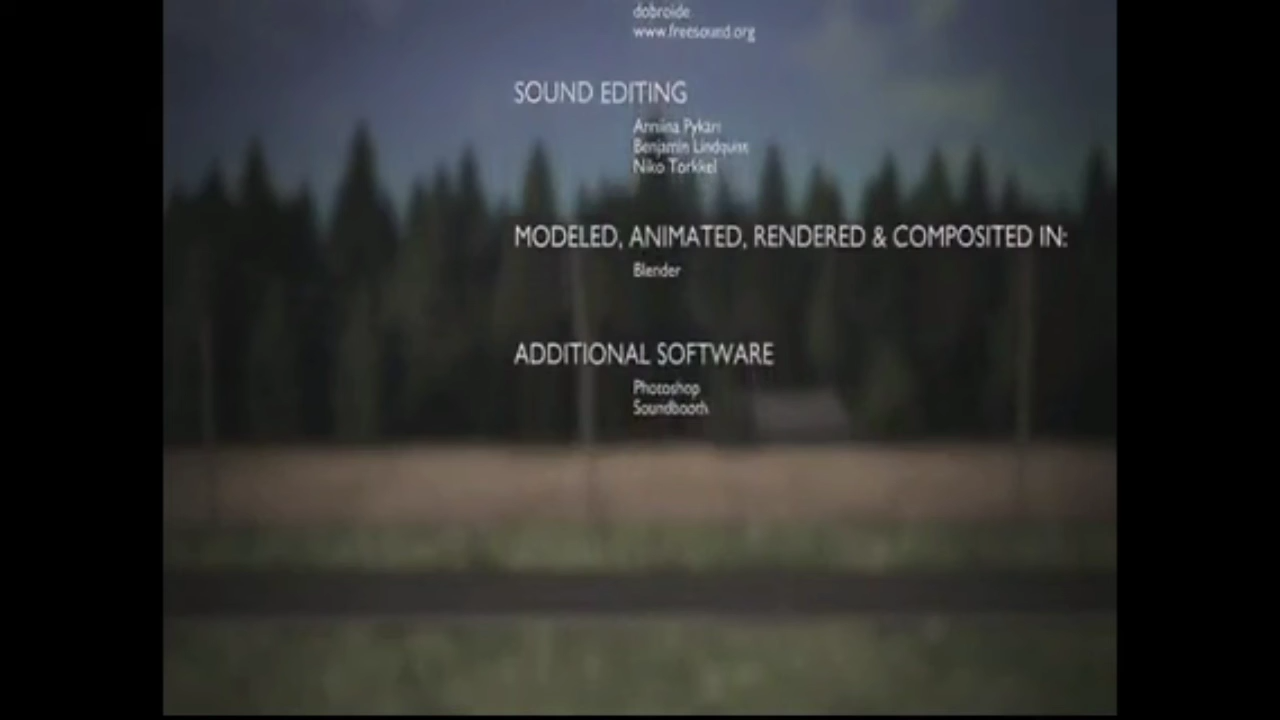 dobroide
www.freesound.org
SOUND EDITING
Anniina Pykäri
Benjamin Lindquist
Niko Torkkel
MODELED, ANIMATED, RENDERED & COMPOSITED IN:
Blender
ADDITIONAL SOFTWARE
Photoshop
Soundbooth